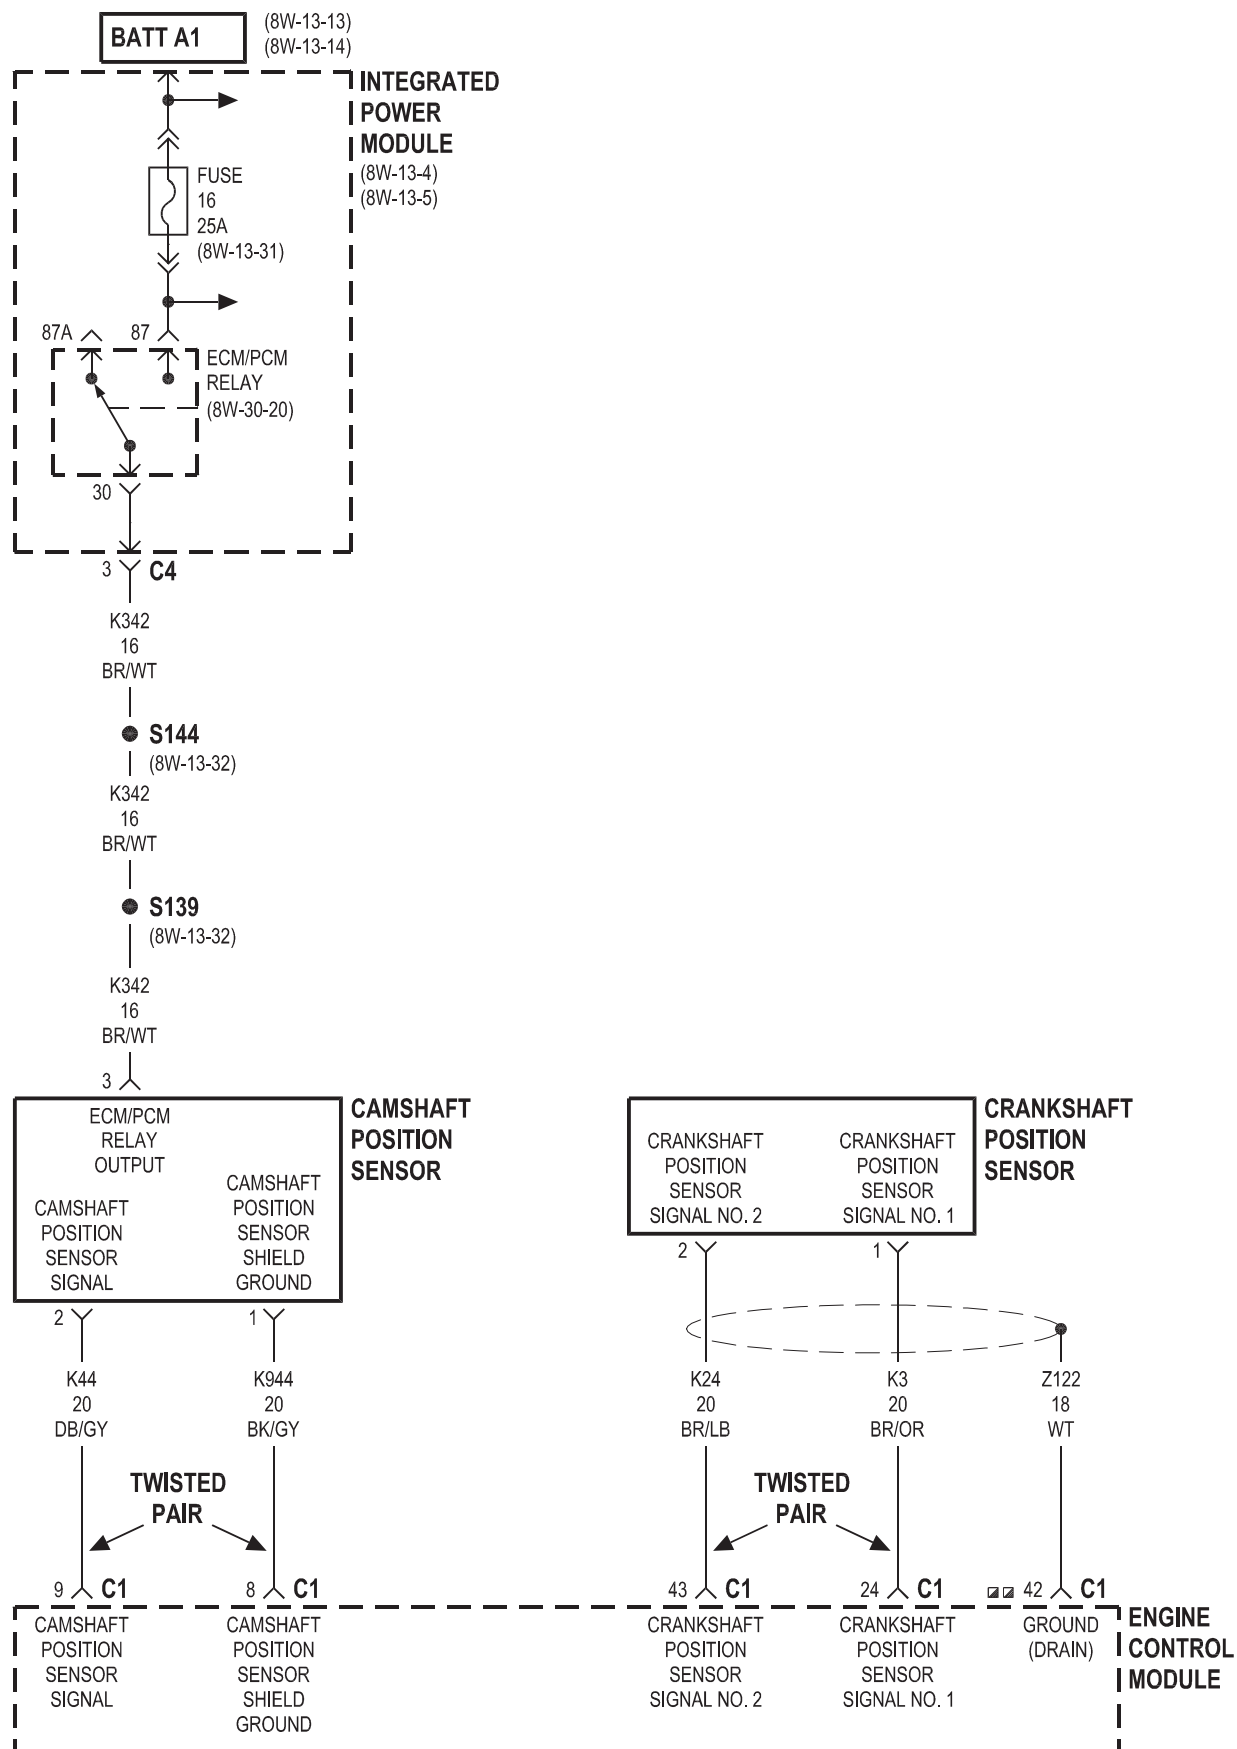 BATT A1
(8W-13-13)
(8W-13-14)
INTEGRATED
POWER
MODULE
(8W-13-4)
(8W-13-5)
FUSE
16
25A
(8W-13-31)
87A
87
ECM/PCM
RELAY
(8W-30-20)
30
3
C4
K342
16
BR/WT
S144
(8W-13-32)
K342
16
BR/WT
S139
(8W-13-32)
K342
16
BR/WT
3
ECM/PCM
RELAY
OUTPUT
CAMSHAFT
POSITION
SENSOR
SIGNAL
CAMSHAFT
POSITION
SENSOR
SHIELD
GROUND
CAMSHAFT
POSITION
SENSOR
CRANKSHAFT
POSITION
SENSOR
SIGNAL NO. 2
CRANKSHAFT
POSITION
SENSOR
SIGNAL NO. 1
CRANKSHAFT
POSITION
SENSOR
2
1
2
1
K44
20
DB/GY
K944
20
BK/GY
K24
20
BR/LB
K3
20
BR/OR
Z122
18
WT
TWISTED
PAIR
TWISTED
PAIR
9
C1
8
C1
43
C1
24
C1
42
C1
CAMSHAFT
POSITION
SENSOR
SIGNAL
CAMSHAFT
POSITION
SENSOR
SHIELD
GROUND
CRANKSHAFT
POSITION
SENSOR
SIGNAL NO. 2
CRANKSHAFT
POSITION
SENSOR
SIGNAL NO. 1
GROUND
(DRAIN)
ENGINE
CONTROL
MODULE